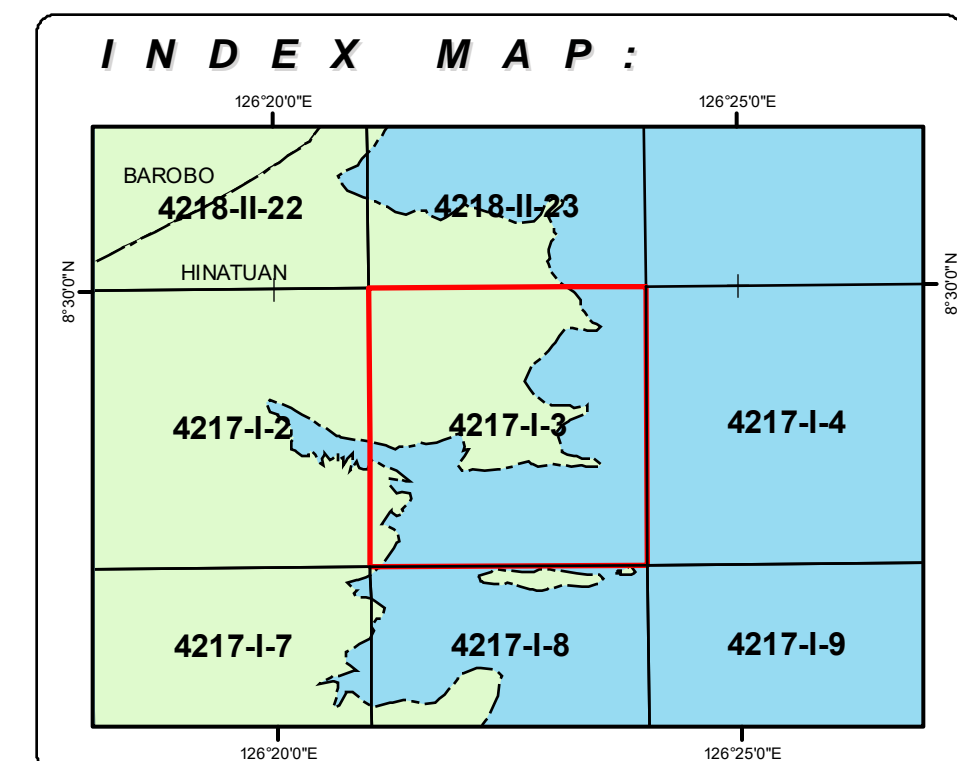 INDEX MAP:
126°20'0"E 126°25'0"E
BAROBO
4218-II-22 4218-II-23
HINATUAN
8°30'0"N 8°30'0"N
4217-I-2 4217-I-3 4217-I-4
4217-I-7 4217-I-8 4217-I-9
126°20'0"E 126°25'0"E